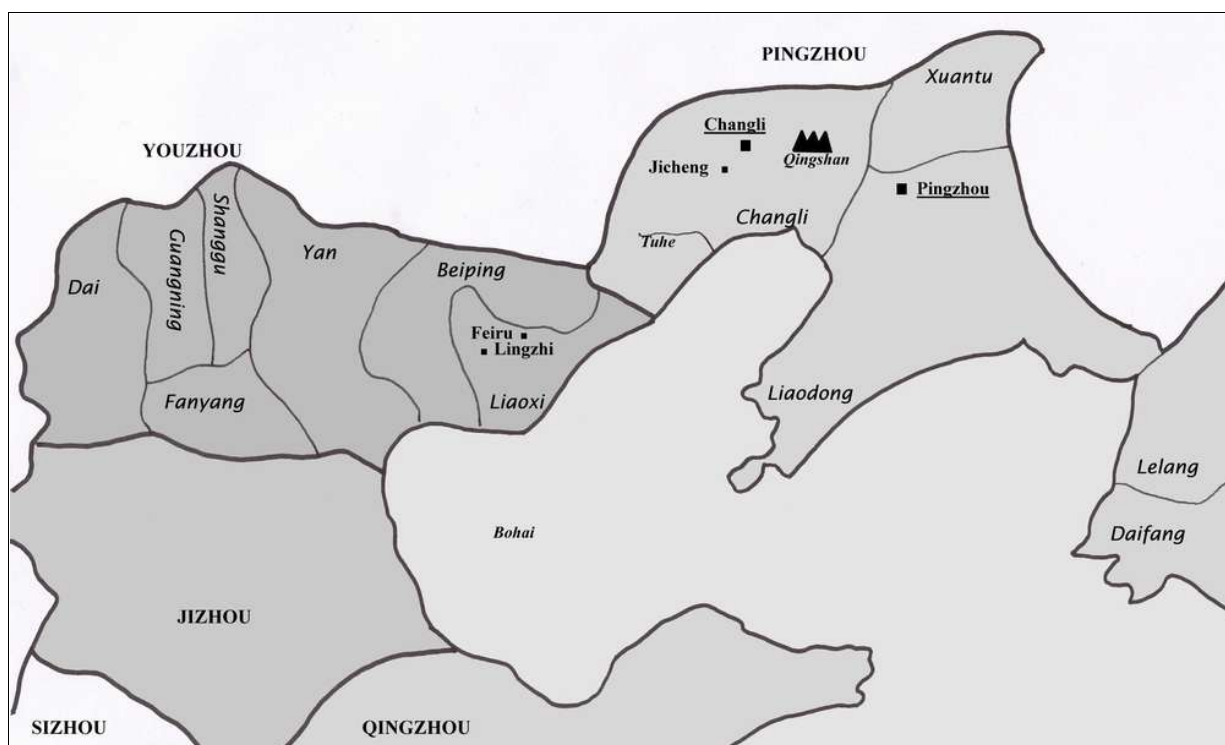 PINGZHOU
Xuantu
Changli
YOUZHOU
Jicheng
Qingshan
Pingzhou
Shanggu
Guangning
Yan
Changli
Tuhe
Dai
Beiping
Feiru
Lingzhi
Liaoxi
Fanyang
Liaodong
Lelang
Daifang
Bohai
JIZHOU
SIZHOU
QINGZHOU